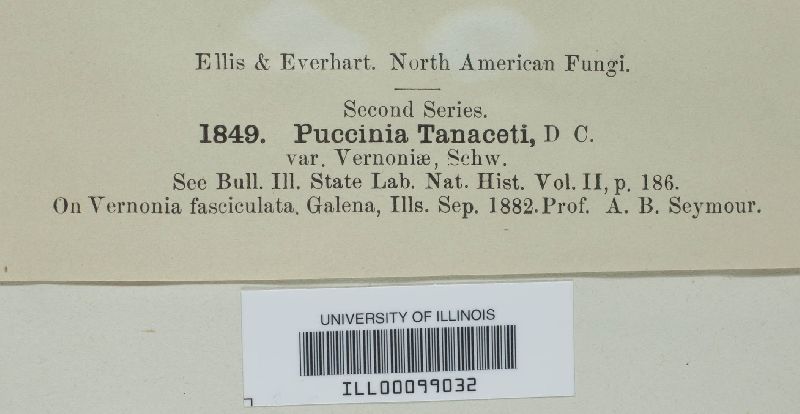 Ellis & Everhart. North American Fungi.
Second Series.
1849. Puccinia Tanaceti, D C.
var. Vernoniæ, Schw.
See Bull. Ill. State Lab. Nat. Hist. Vol. II, p. 186.
On Vernonia fasciculata, Galena, Ills. Sep. 1882. Prof. A. B. Seymour.
UNIVERSITY OF ILLINOIS
ILL00099032